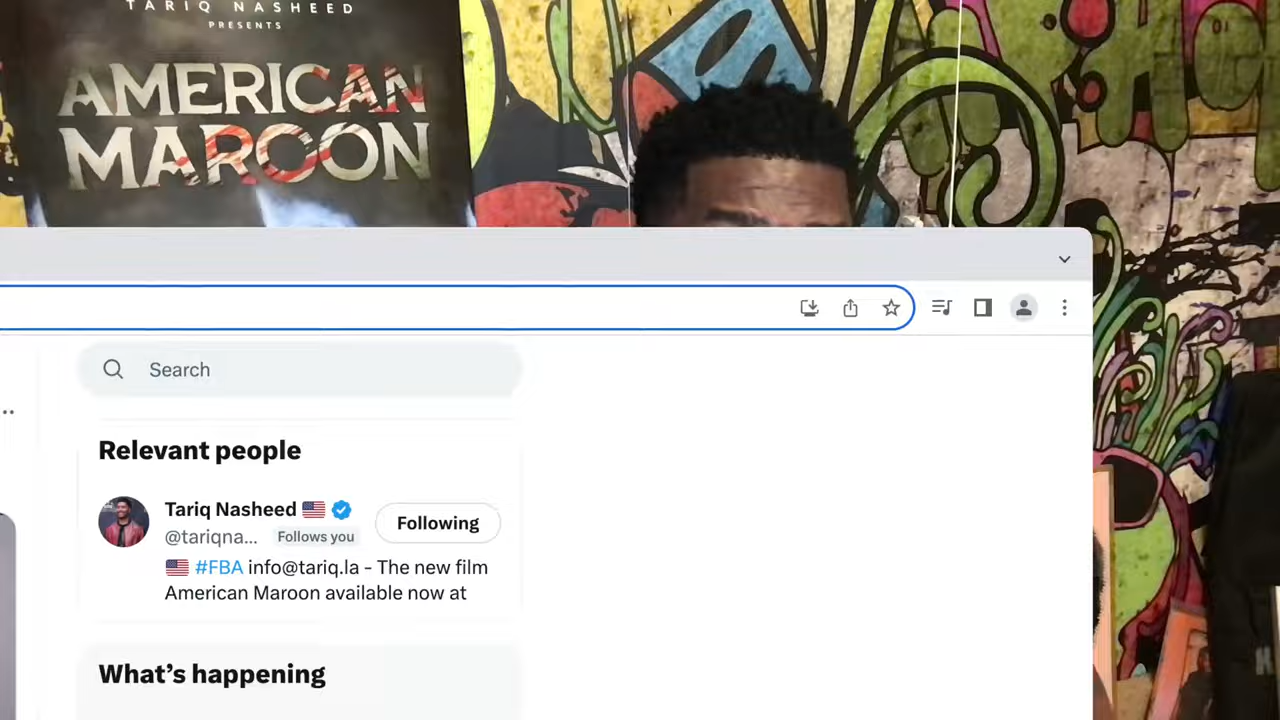 TARIQ NASHEED
PRESENTS
AMERICAN
MAROON
Search
Relevant people
Tariq Nasheed 🇺🇸
Following
@tariqna... Follows you
🇺🇸 #FBA info@tariq.la - The new film
American Maroon available now at
What's happening